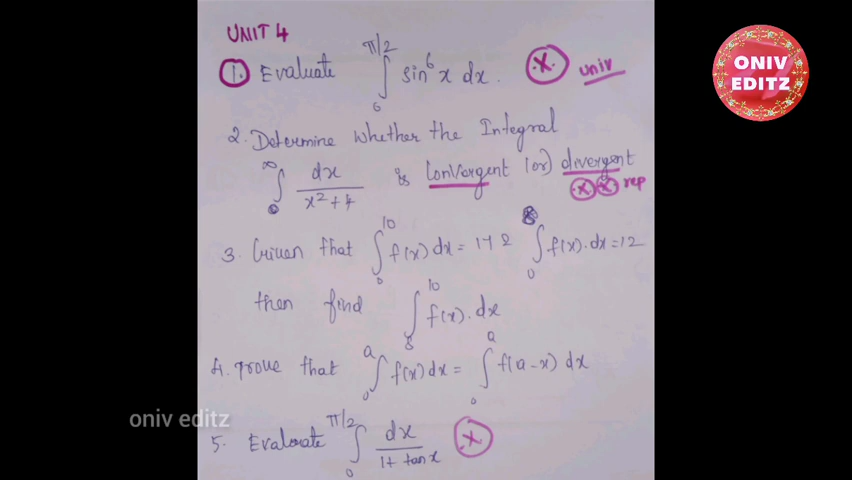 UNIT 4
1. Evaluate ∫₀^(π/2) sin⁶ x dx. * univ
2. Determine whether the Integral
∫₀^∞ dx/(x²+4) is Convergent (or) divergent
** rep
3. Given that ∫₀^10 f(x) dx = 17 & ∫₀^8 f(x).dx = 12
then find ∫₈^10 f(x).dx
4. Prove that ∫₀^a f(x) dx = ∫₀^a f(a-x) dx
5. Evaluate ∫₀^(π/2) dx/(1+tan x) *
ONIV
EDITZ
oniv editz